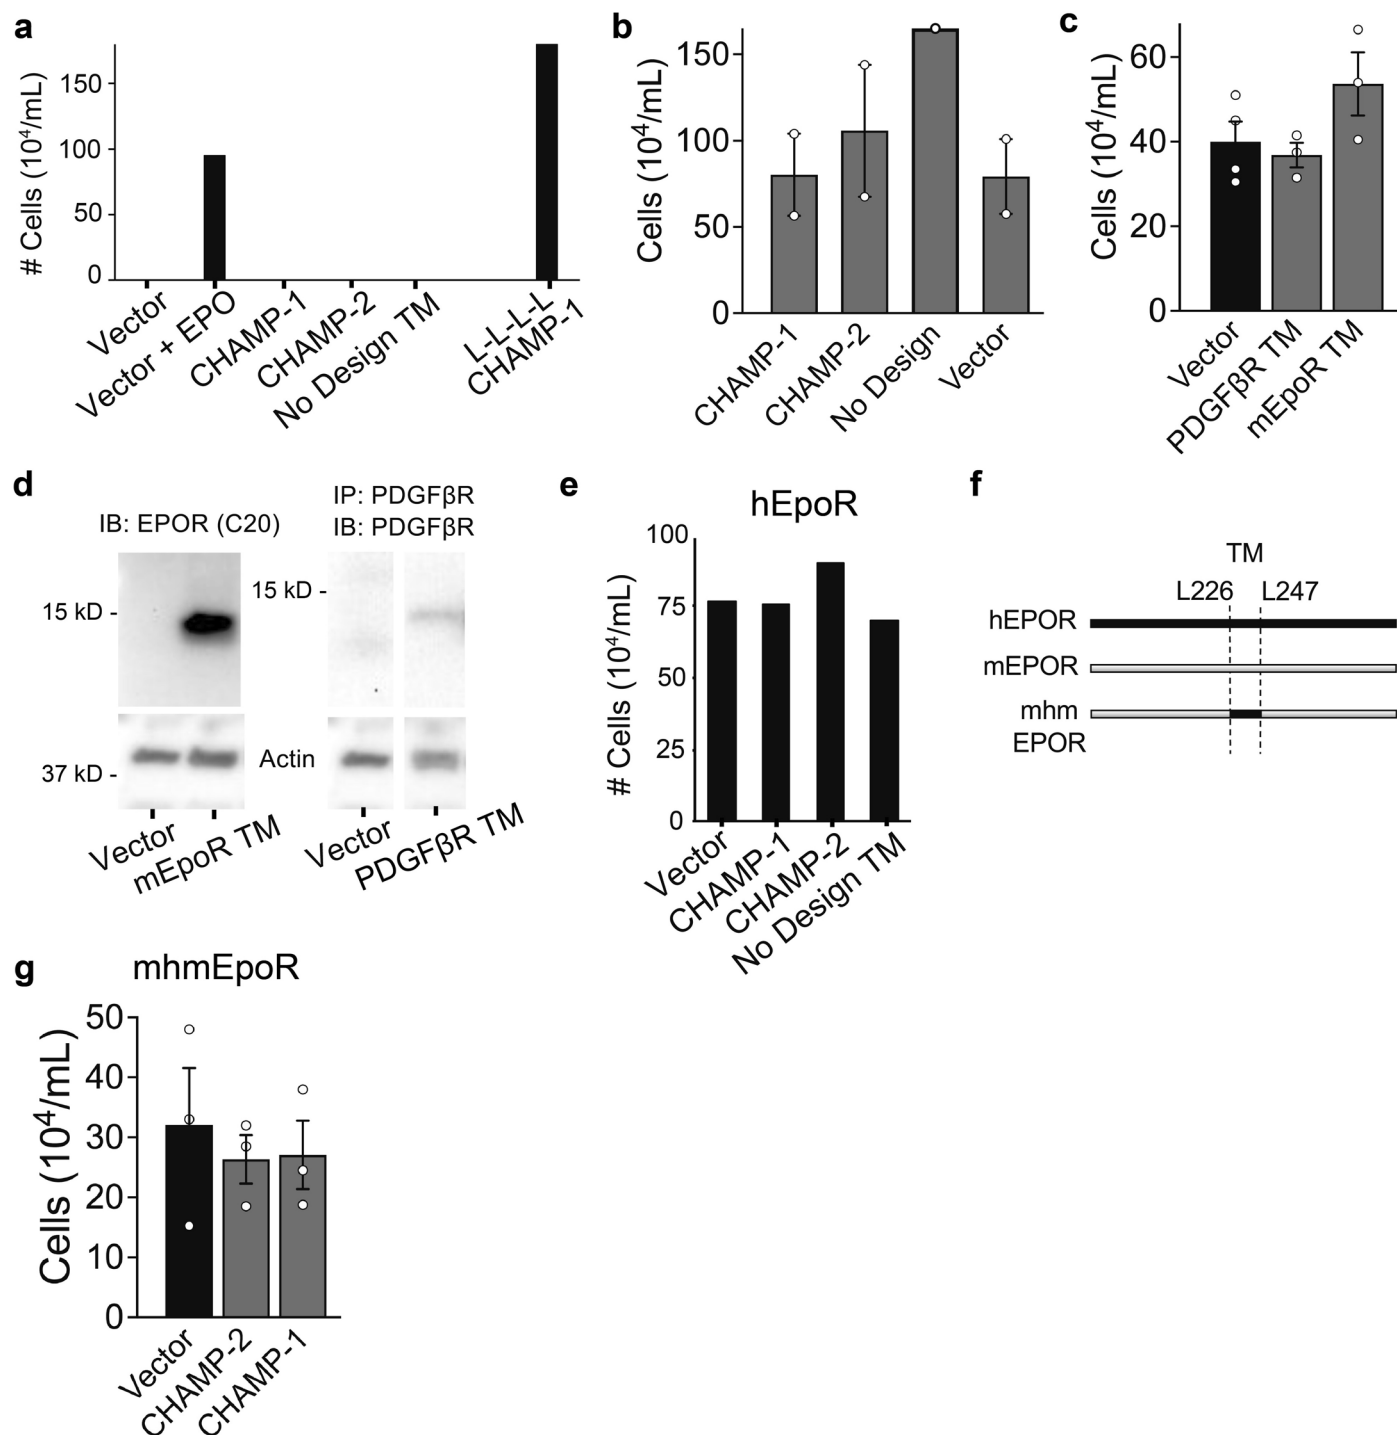 a
# Cells (10⁴/mL)
150
100
50
0
Vector
Vector + EPO
CHAMP-1
CHAMP-2
No Design TM
L-L-L-L
CHAMP-1
b
Cells (10⁴/mL)
150
100
50
0
CHAMP-1
CHAMP-2
No Design
Vector
c
Cells (10⁴/mL)
60
40
20
0
Vector
PDGFβR TM
mEpoR TM
d
IB: EPOR (C20)
IP: PDGFβR
IB: PDGFβR
15 kD -
15 kD -
37 kD -
Actin
Vector
mEpoR TM
Vector
PDGFβR TM
e
hEpoR
# Cells (10⁴/mL)
100
75
50
25
0
Vector
CHAMP-1
CHAMP-2
No Design TM
f
TM
L226
L247
hEPOR
mEPOR
mhm
EPOR
g
mhmEpoR
Cells (10⁴/mL)
50
40
30
20
10
0
Vector
CHAMP-2
CHAMP-1